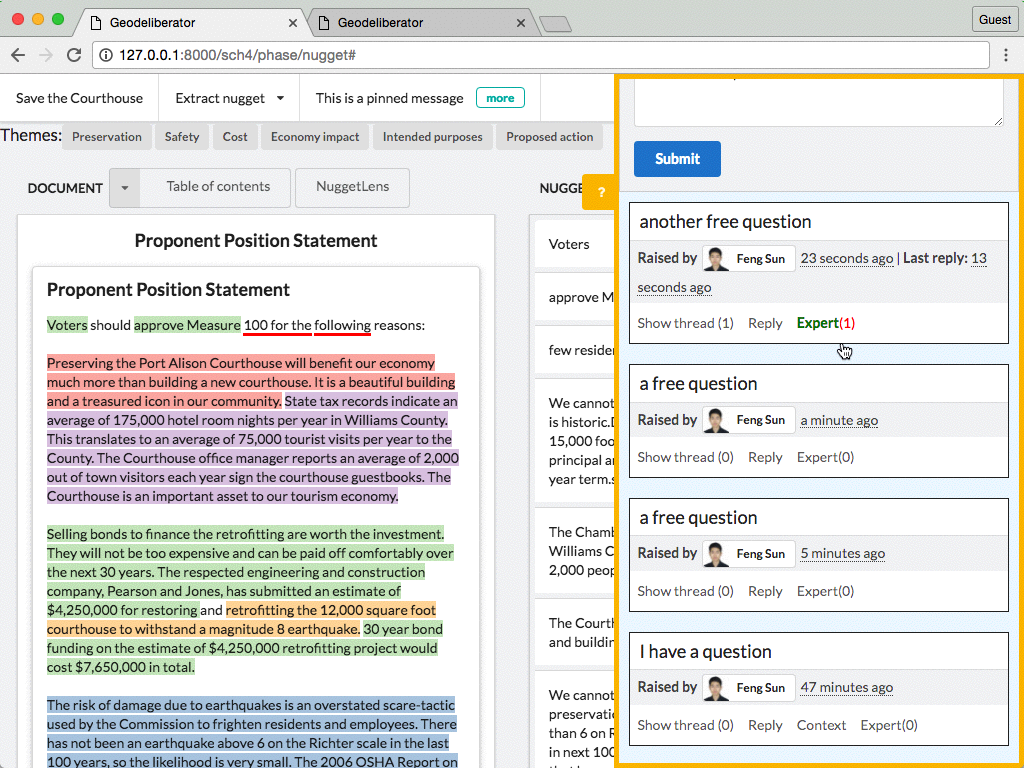 Geodeliberator
Geodeliberator
Guest
127.0.0.1:8000/sch4/phase/nugget#
Save the Courthouse
Extract nugget
This is a pinned message
more
Themes:
Preservation
Safety
Cost
Economy impact
Intended purposes
Proposed action
DOCUMENT
Table of contents
NuggetLens
Proponent Position Statement
Proponent Position Statement
Voters should approve Measure 100 for the following reasons:
Preserving the Port Alison Courthouse will benefit our economy
much more than building a new courthouse. It is a beautiful building
and a treasured icon in our community. State tax records indicate an
average of 175,000 hotel room nights per year in Williams County.
This translates to an average of 75,000 tourist visits per year to the
County. The Courthouse office manager reports an average of 2,000
out of town visitors each year sign the courthouse guestbooks. The
Courthouse is an important asset to our tourism economy.
Selling bonds to finance the retrofitting are worth the investment.
They will not be too expensive and can be paid off comfortably over
the next 30 years. The respected engineering and construction
company, Pearson and Jones, has submitted an estimate of
$4,250,000 for restoring and retrofitting the 12,000 square foot
courthouse to withstand a magnitude 8 earthquake. 30 year bond
funding on the estimate of $4,250,000 retrofitting project would
cost $7,650,000 in total.
The risk of damage due to earthquakes is an overstated scare-tactic
used by the Commission to frighten residents and employees. There
has not been an earthquake above 6 on the Richter scale in the last
100 years, so the likelihood is very small. The 2006 OSHA Report on
NUGGE
?
Voters
approve M
few reside
We cannot
is historic.D
15,000 foo
principal a
year term.s
The Chamb
Williams C
2,000 peop
The Courth
and buildin
We cannot
preservatio
than 6 on R
in next 100
Submit
another free question
Raised by Feng Sun 23 seconds ago | Last reply: 13
seconds ago
Show thread (1) Reply Expert(1)
a free question
Raised by Feng Sun a minute ago
Show thread (0) Reply Expert(0)
a free question
Raised by Feng Sun 5 minutes ago
Show thread (0) Reply Expert(0)
I have a question
Raised by Feng Sun 47 minutes ago
Show thread (0) Reply Context Expert(0)